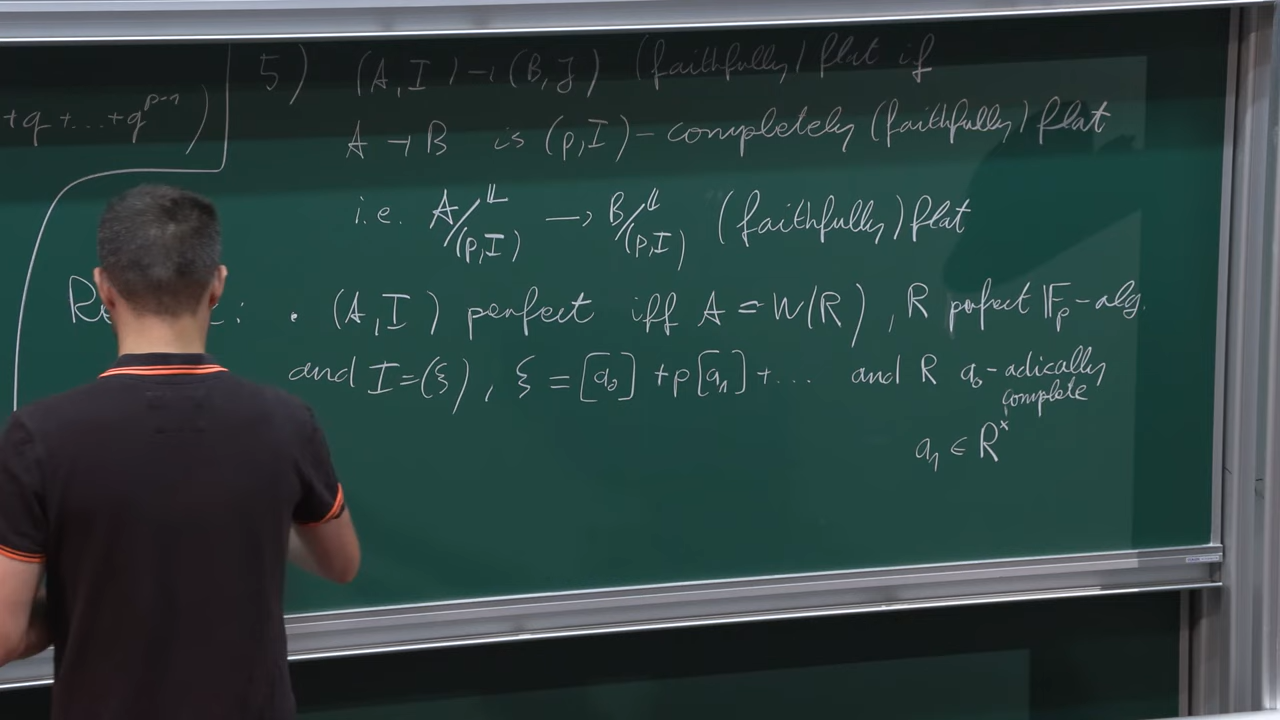 +q+...+q^{p-1})
5) (A,I)→(B,J) (faithfully) flat if
A→B is (p,I)-completely (faithfully) flat
i.e. A/^{𝕃}(p,I) → B/^{𝕃}(p,I) (faithfully) flat
: • (A,I) perfect iff A = W(R), R perfect 𝔽_p-alg.
and I=(ξ), ξ = [a_0] + p[a_1] + ... and R a_0-adically
complete
a_1 ∈ R^×